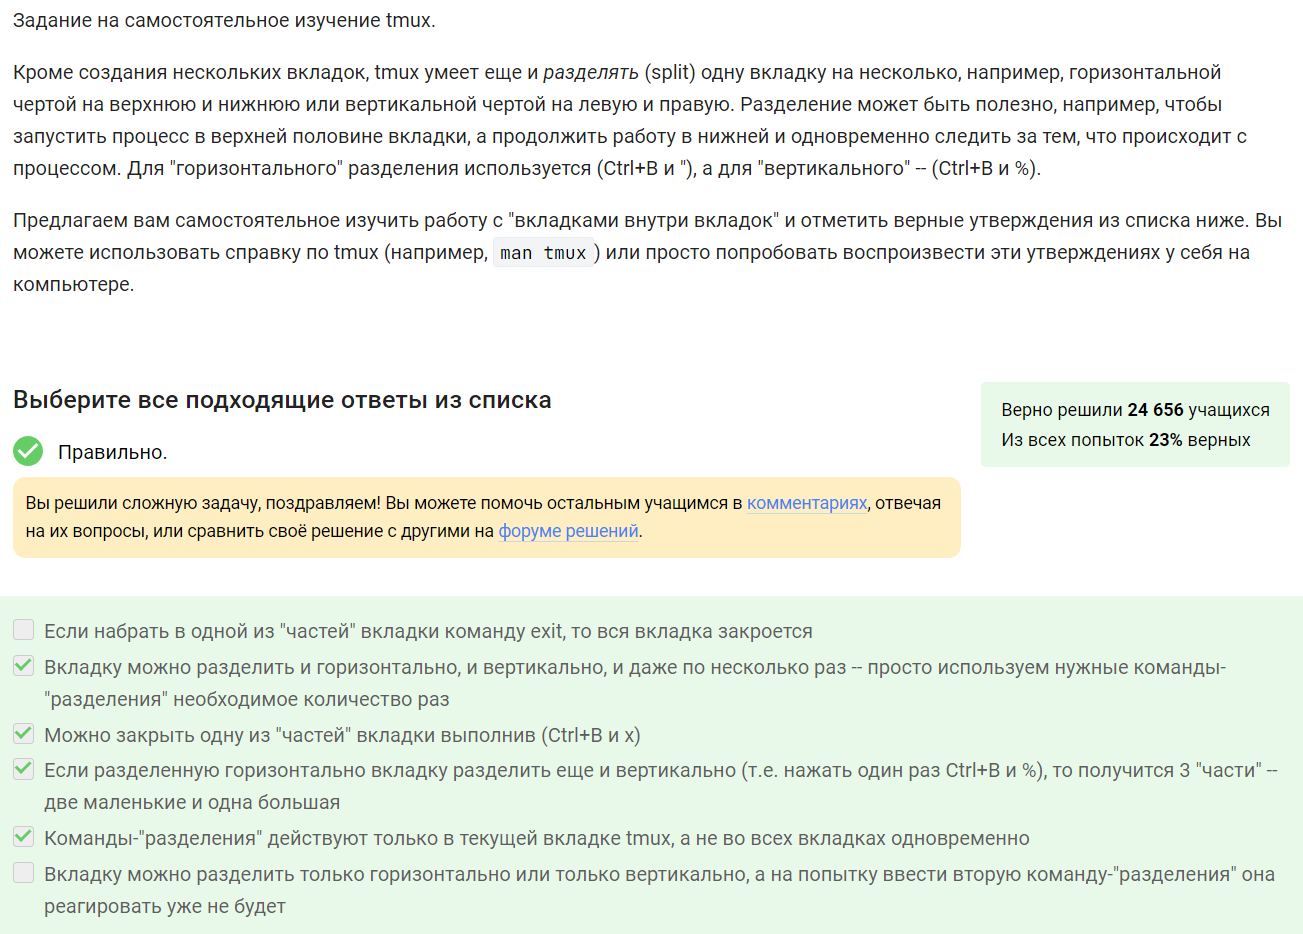 Задание на самостоятельное изучение tmux.
Кроме создания нескольких вкладок, tmux умеет еще и разделять (split) одну вкладку на несколько, например, горизонтальной
чертой на верхнюю и нижнюю или вертикальной чертой на левую и правую. Разделение может быть полезно, например, чтобы
запустить процесс в верхней половине вкладки, а продолжить работу в нижней и одновременно следить за тем, что происходит с
процессом. Для "горизонтального" разделения используется (Ctrl+B и "), а для "вертикального" -- (Ctrl+B и %).
Предлагаем вам самостоятельное изучить работу с "вкладками внутри вкладок" и отметить верные утверждения из списка ниже. Вы
можете использовать справку по tmux (например, man tmux ) или просто попробовать воспроизвести эти утверждениях у себя на
компьютере.
Выберите все подходящие ответы из списка
Верно решили 24 656 учащихся
Из всех попыток 23% верных
Правильно.
Вы решили сложную задачу, поздравляем! Вы можете помочь остальным учащимся в комментариях, отвечая
на их вопросы, или сравнить своё решение с другими на форуме решений.
Если набрать в одной из "частей" вкладки команду exit, то вся вкладка закроется
Вкладку можно разделить и горизонтально, и вертикально, и даже по несколько раз -- просто используем нужные команды-
"разделения" необходимое количество раз
Можно закрыть одну из "частей" вкладки выполнив (Ctrl+B и x)
Если разделенную горизонтально вкладку разделить еще и вертикально (т.е. нажать один раз Ctrl+B и %), то получится 3 "части" --
две маленькие и одна большая
Команды-"разделения" действуют только в текущей вкладке tmux, а не во всех вкладках одновременно
Вкладку можно разделить только горизонтально или только вертикально, а на попытку ввести вторую команду-"разделения" она
реагировать уже не будет